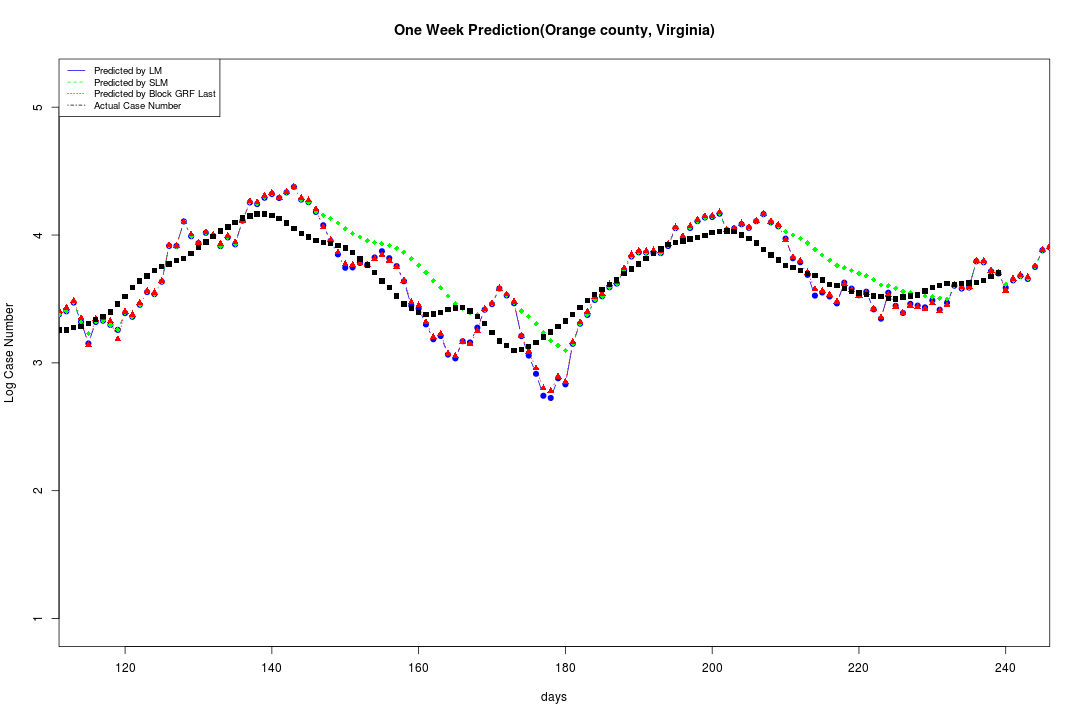 One Week Prediction(Orange county, Virginia)
Predicted by LM
Predicted by SLM
Predicted by Block GRF Last
Actual Case Number
5
4
3
2
1
Log Case Number
120 140 160 180 200 220 240
days